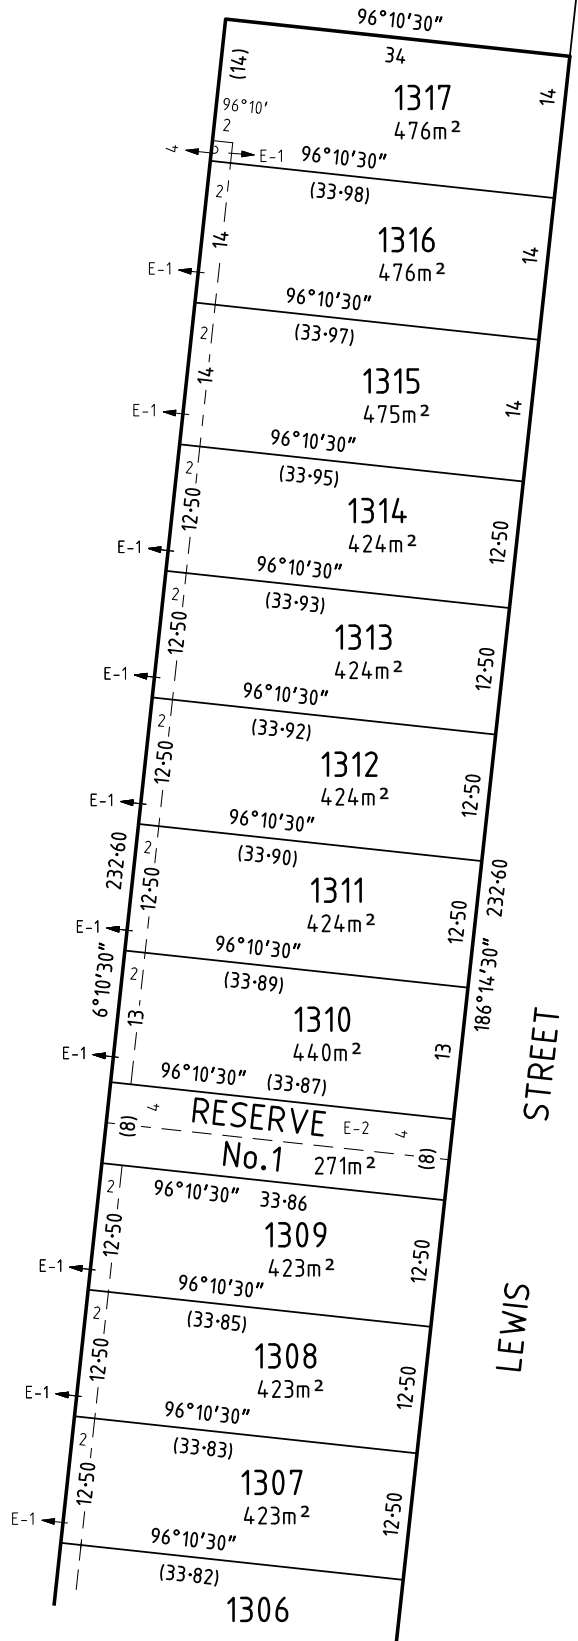 96°10'30"
34
(14)
1317
14
476m²
96°10'
2
4
E-1
96°10'30"
(33·98)
2
14
1316
14
476m²
E-1
96°10'30"
(33·97)
2
14
1315
14
475m²
E-1
96°10'30"
(33·95)
2
12·50
1314
12·50
424m²
E-1
96°10'30"
(33·93)
2
12·50
1313
12·50
424m²
E-1
96°10'30"
(33·92)
2
12·50
1312
12·50
424m²
E-1
96°10'30"
(33·90)
232·60
2
12·50
1311
12·50
232·60
424m²
E-1
96°10'30"
(33·89)
6°10'30"
2
13
1310
13
186°14'30"
440m²
E-1
96°10'30" (33·87)
STREET
(8)
4
RESERVE
E-2
4
(8)
No.1
271m²
96°10'30" 33·86
2
12·50
1309
12·50
423m²
E-1
96°10'30"
LEWIS
(33·85)
2
12·50
1308
12·50
423m²
E-1
96°10'30"
(33·83)
2
12·50
1307
12·50
423m²
E-1
96°10'30"
(33·82)
1306